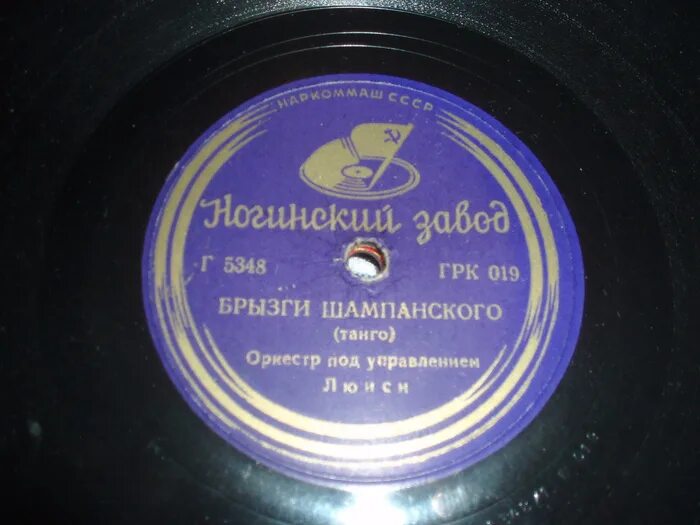 НАРКОММАШ СССР
Ногинский завод
Г 5348 ГРК 019
БРЫЗГИ ШАМПАНСКОГО
(танго)
Оркестр под управлением
Люиси